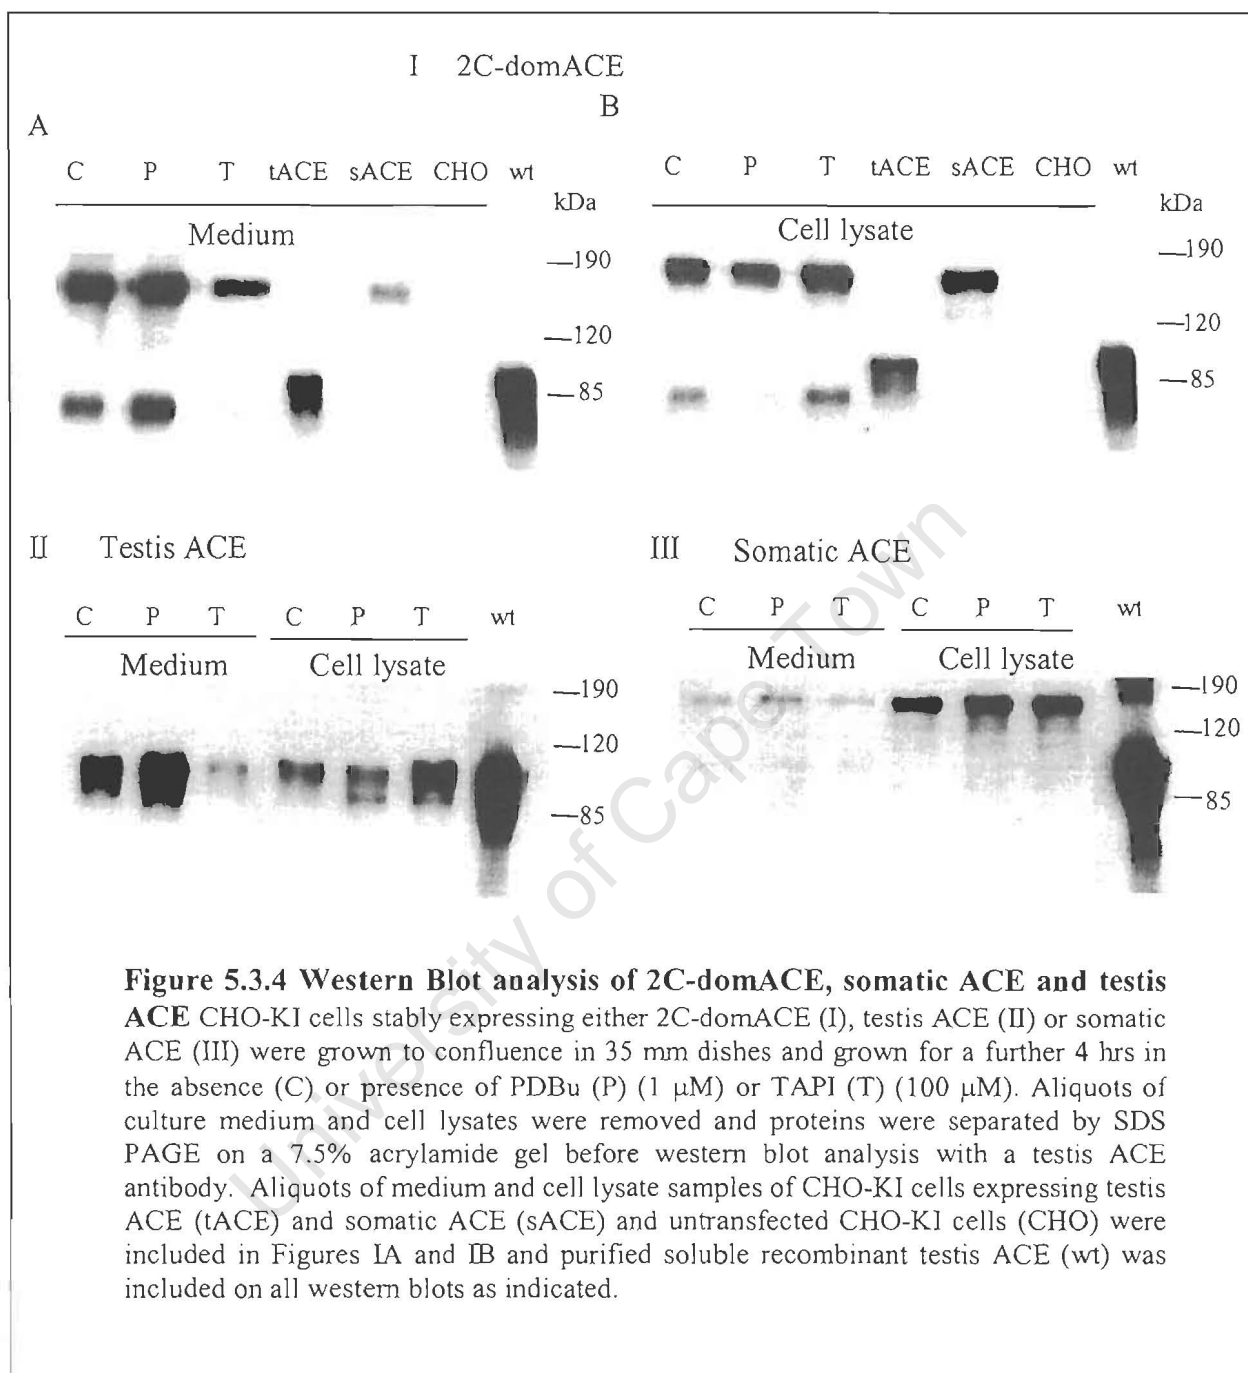 I 2C-domACE
A
B
C P T tACE sACE CHO wt
kDa
Medium
190
120
85
C P T tACE sACE CHO wt
kDa
Cell lysate
190
120
85
II Testis ACE
C P T C P T wt
Medium Cell lysate
190
120
85
III Somatic ACE
C P T C P T wt
Medium Cell lysate
190
120
85
University of Cape Town
Figure 5.3.4 Western Blot analysis of 2C-domACE, somatic ACE and testis
ACE CHO-KI cells stably expressing either 2C-domACE (I), testis ACE (II) or somatic
ACE (III) were grown to confluence in 35 mm dishes and grown for a further 4 hrs in
the absence (C) or presence of PDBu (P) (1 μM) or TAPI (T) (100 μM). Aliquots of
culture medium and cell lysates were removed and proteins were separated by SDS
PAGE on a 7.5% acrylamide gel before western blot analysis with a testis ACE
antibody. Aliquots of medium and cell lysate samples of CHO-KI cells expressing testis
ACE (tACE) and somatic ACE (sACE) and untransfected CHO-KI cells (CHO) were
included in Figures IA and IB and purified soluble recombinant testis ACE (wt) was
included on all western blots as indicated.